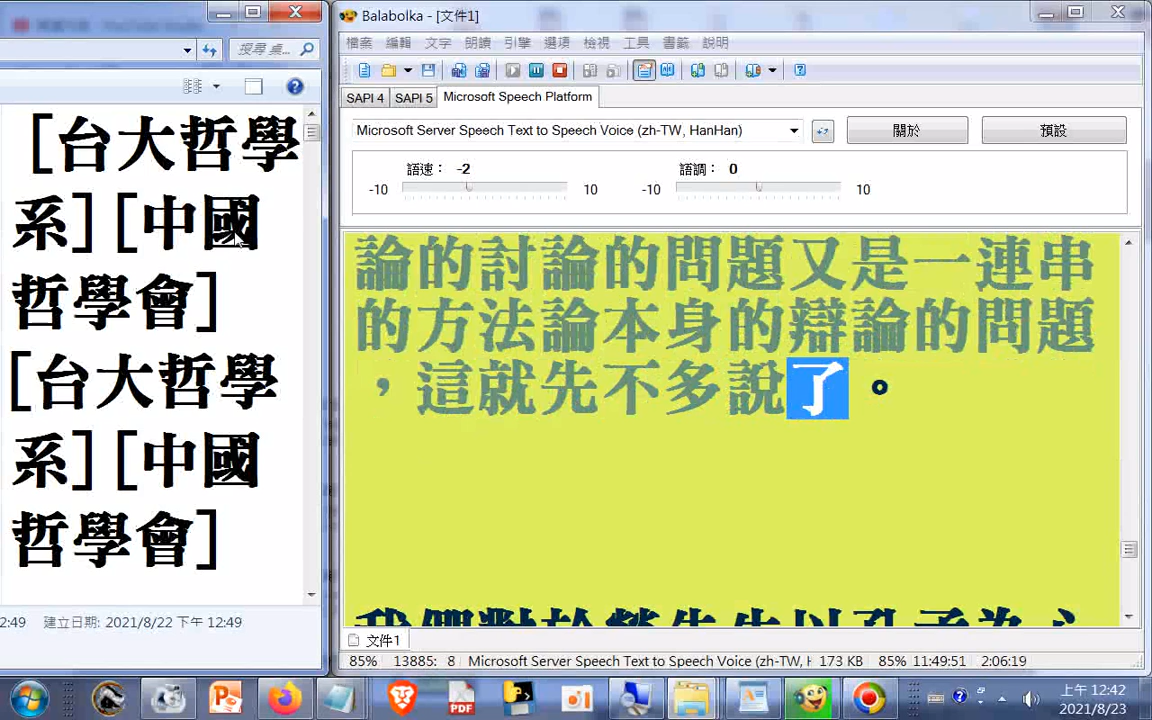 Balabolka - [文件1]
搜尋 桌...
檔案 編輯 文字 朗讀 引擎 選項 檢視 工具 書籤 說明
SAPI 4 SAPI 5 Microsoft Speech Platform
Microsoft Server Speech Text to Speech Voice (zh-TW, HanHan) 關於 預設
語速： -2 語調： 0
-10 10 -10 10
[台大哲學
系] [中國
哲學會]
[台大哲學
系] [中國
哲學會]
論的討論的問題又是一連串
的方法論本身的辯論的問題
，這就先不多說了。
2:49 建立日期: 2021/8/22 下午 12:49
文件1
85% 13885: 8 Microsoft Server Speech Text to Speech Voice (zh-TW, H 173 KB 85% 11:49:51 2:06:19
PDF
上午 12:42
2021/8/23